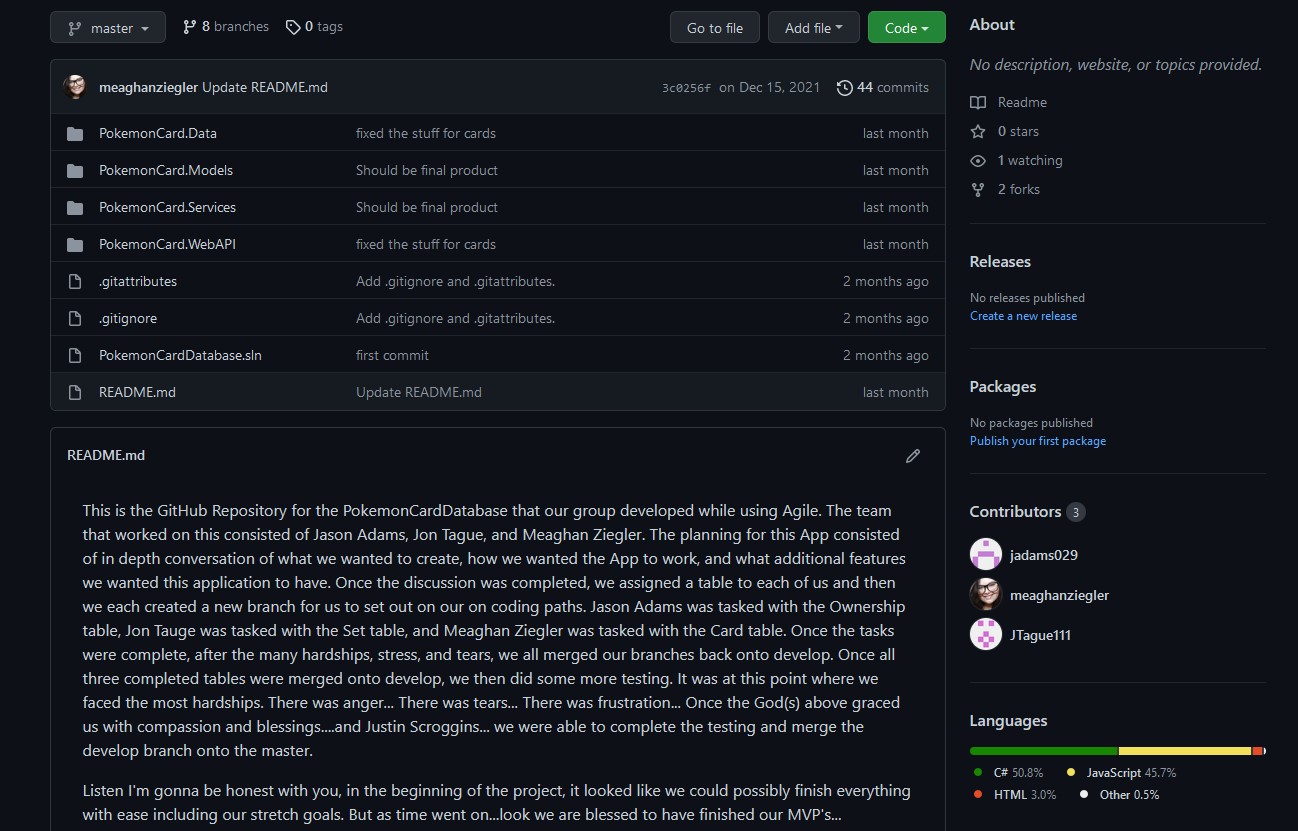 master 8 branches 0 tags Go to file Add file Code
meaghanziegler Update README.md 3c0256f on Dec 15, 2021 44 commits
PokemonCard.Data fixed the stuff for cards last month
PokemonCard.Models Should be final product last month
PokemonCard.Services Should be final product last month
PokemonCard.WebAPI fixed the stuff for cards last month
.gitattributes Add .gitignore and .gitattributes. 2 months ago
.gitignore Add .gitignore and .gitattributes. 2 months ago
PokemonCardDatabase.sln first commit 2 months ago
README.md Update README.md last month
README.md
This is the GitHub Repository for the PokemonCardDatabase that our group developed while using Agile. The team
that worked on this consisted of Jason Adams, Jon Tague, and Meaghan Ziegler. The planning for this App consisted
of in depth conversation of what we wanted to create, how we wanted the App to work, and what additional features
we wanted this application to have. Once the discussion was completed, we assigned a table to each of us and then
we each created a new branch for us to set out on our on coding paths. Jason Adams was tasked with the Ownership
table, Jon Tauge was tasked with the Set table, and Meaghan Ziegler was tasked with the Card table. Once the tasks
were complete, after the many hardships, stress, and tears, we all merged our branches back onto develop. Once all
three completed tables were merged onto develop, we then did some more testing. It was at this point where we
faced the most hardships. There was anger... There was tears... There was frustration... Once the God(s) above graced
us with compassion and blessings....and Justin Scroggins... we were able to complete the testing and merge the
develop branch onto the master.
Listen I'm gonna be honest with you, in the beginning of the project, it looked like we could possibly finish everything
with ease including our stretch goals. But as time went on...look we are blessed to have finished our MVP's...
About
No description, website, or topics provided.
Readme
0 stars
1 watching
2 forks
Releases
No releases published
Create a new release
Packages
No packages published
Publish your first package
Contributors 3
jadams029
meaghanziegler
JTague111
Languages
C# 50.8% JavaScript 45.7%
HTML 3.0% Other 0.5%